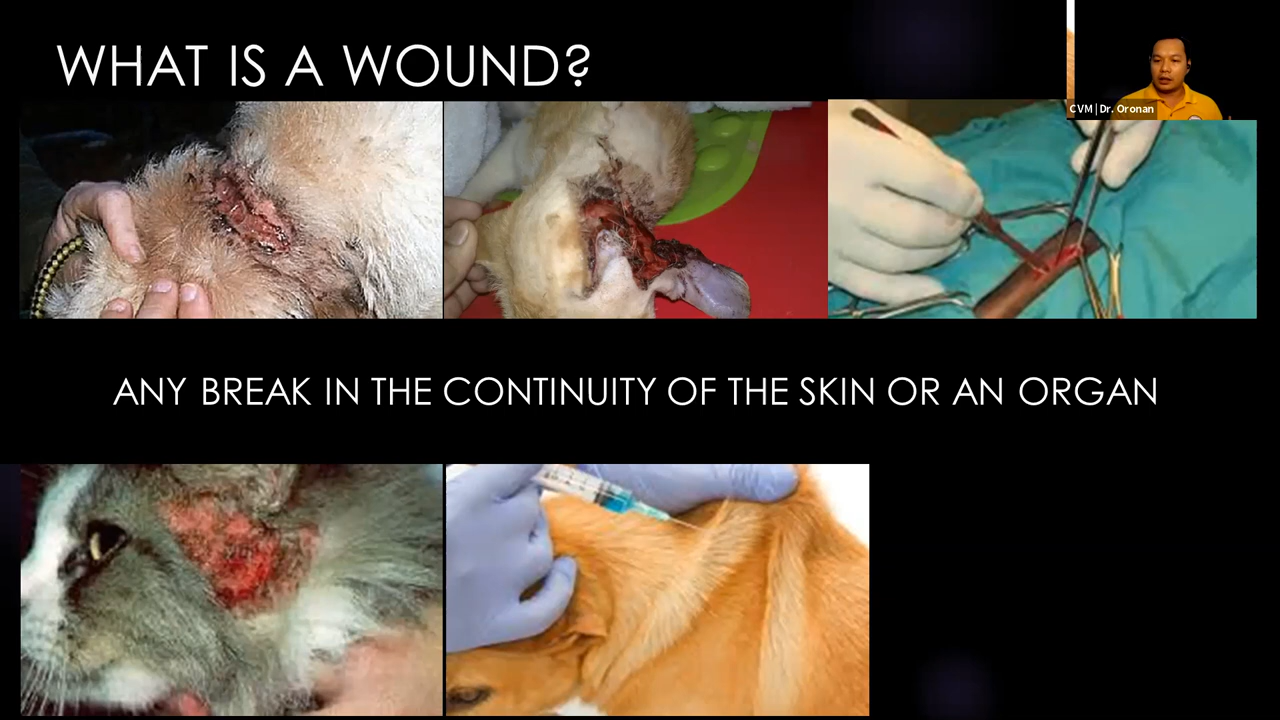 WHAT IS A WOUND?
CVM | Dr. Oronan
ANY BREAK IN THE CONTINUITY OF THE SKIN OR AN ORGAN